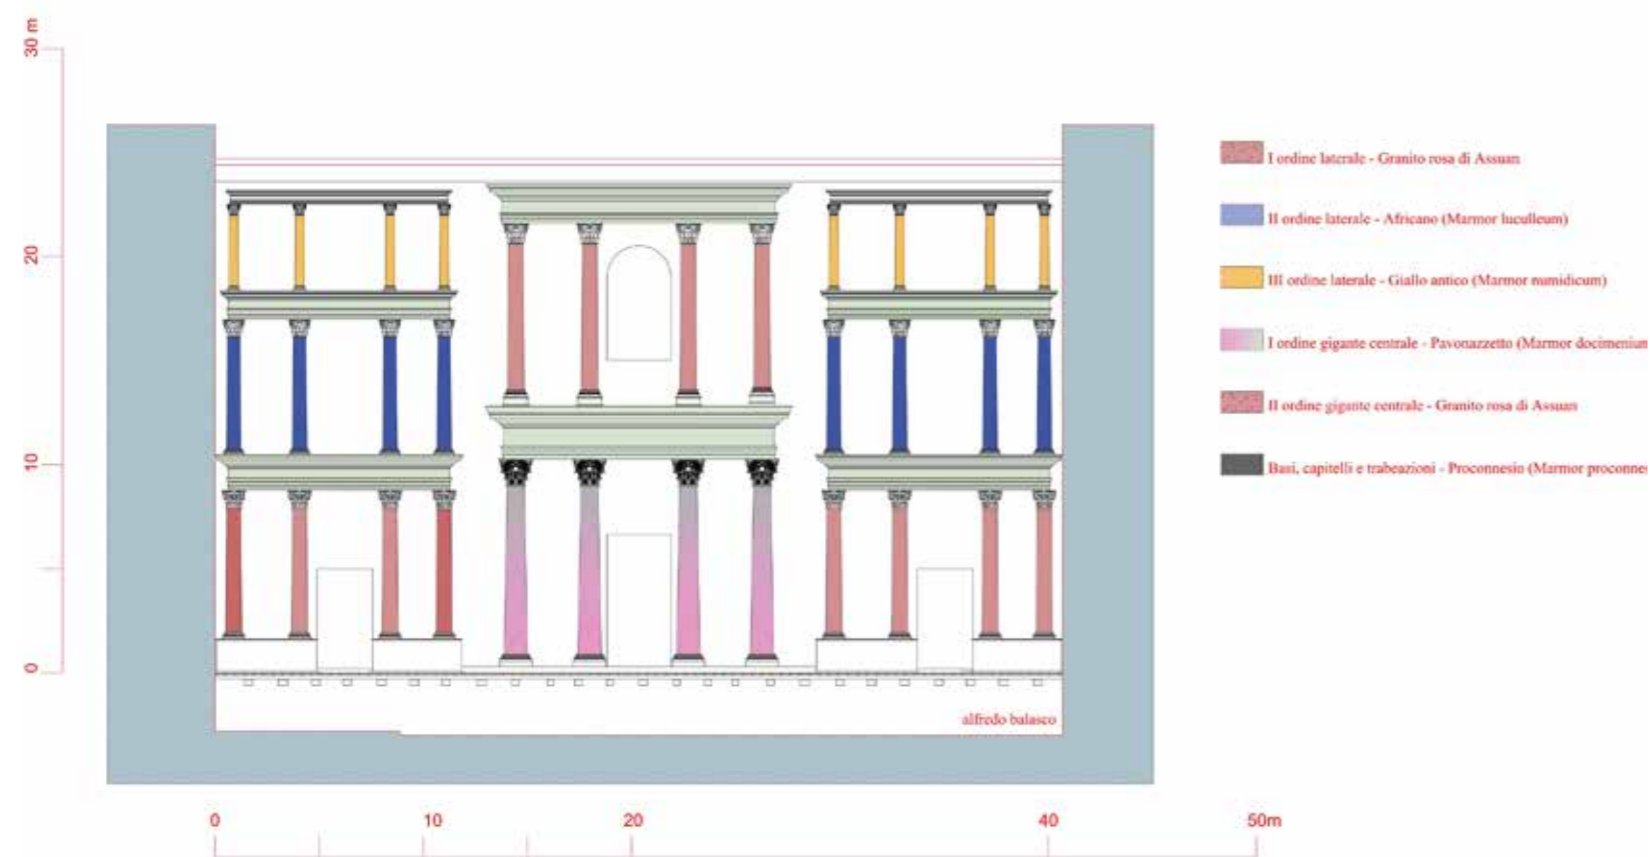 30 m
20
10
0
I ordine laterale - Granito rosa di Assuan
II ordine laterale - Africano (Marmor luculleum)
III ordine laterale - Giallo antico (Marmor numidicum)
I ordine gigante centrale - Pavonazzetto (Marmor docimenium
II ordine gigante centrale - Granito rosa di Assuan
Basi, capitelli e trabeazioni - Proconnesio (Marmor proconnes
alfredo balasco
0 10 20 40 50m